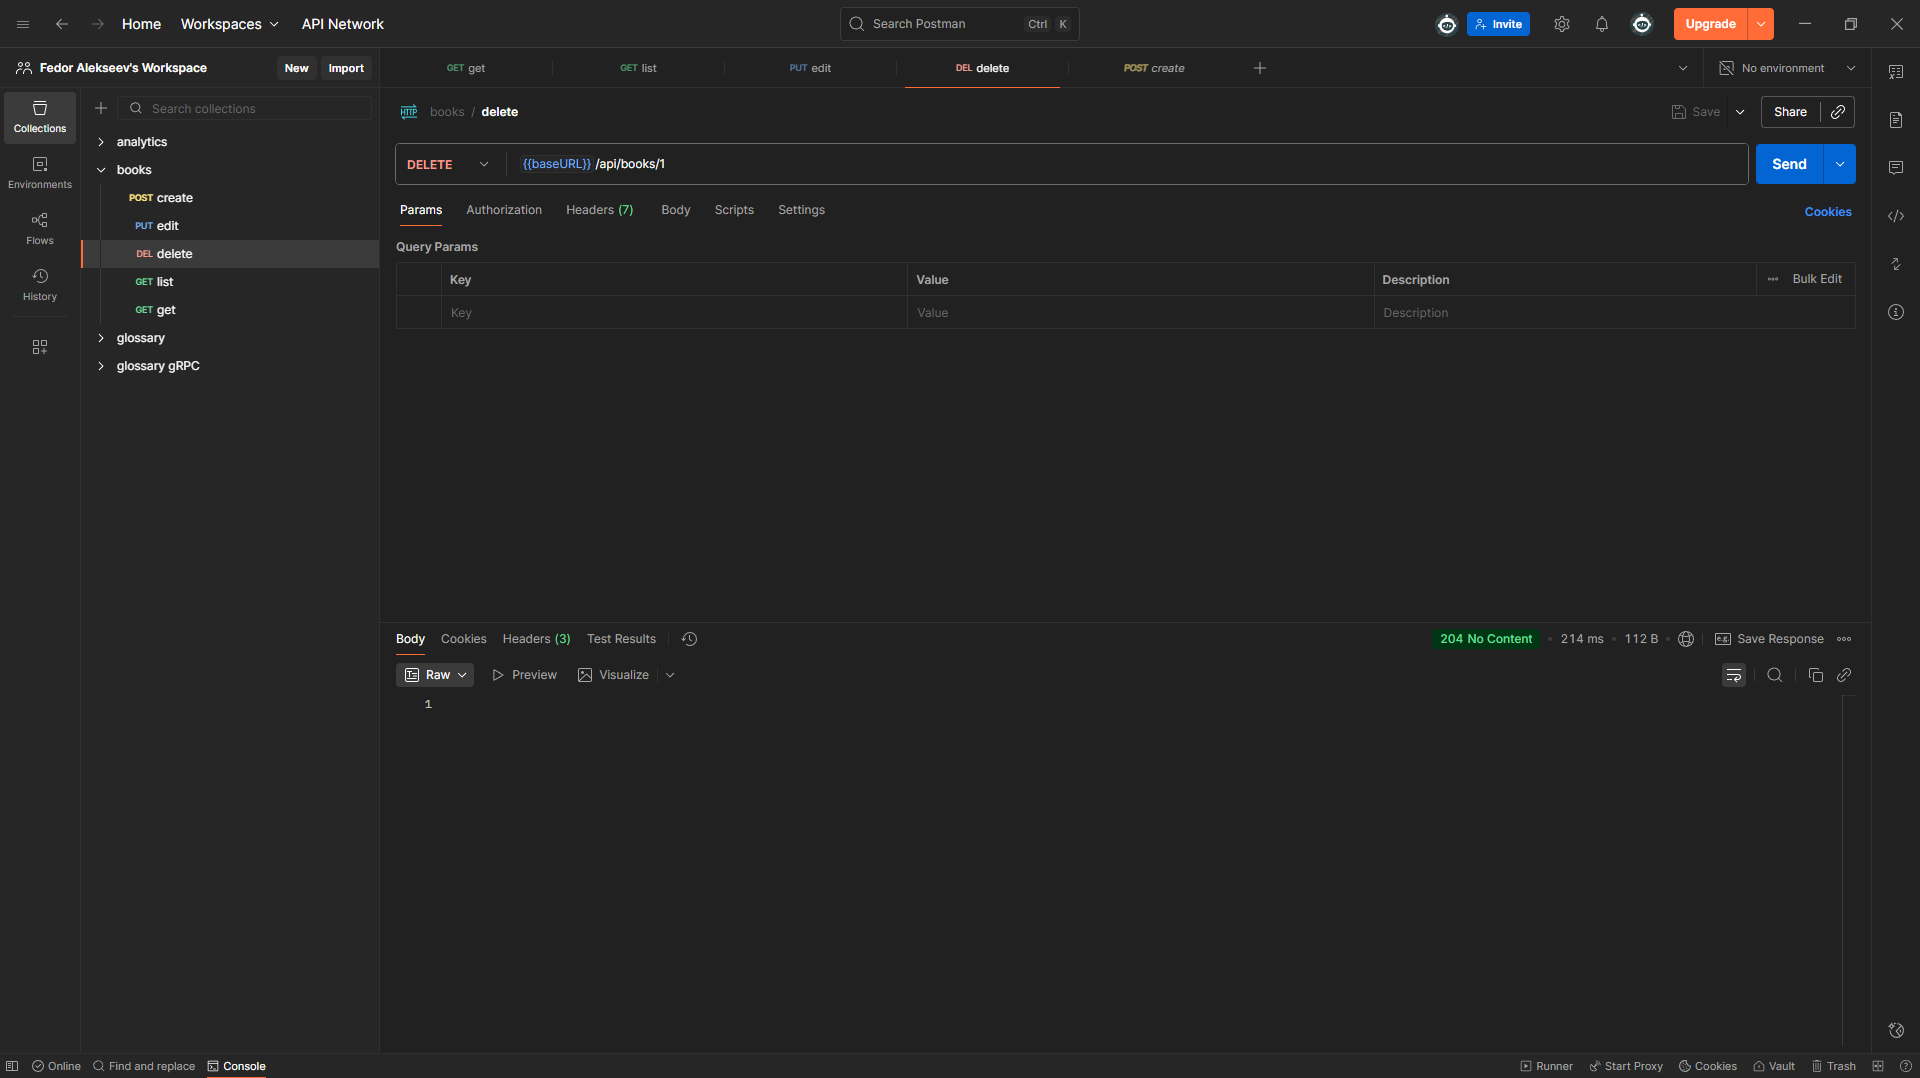 Home Workspaces API Network Search Postman Ctrl K Invite Upgrade
Fedor Alekseev's Workspace New Import GET get GET list PUT edit DEL delete POST create No environment
Collections
Environments
Flows
History
Search collections
analytics
books
POST create
PUT edit
DEL delete
GET list
GET get
glossary
glossary gRPC
HTTP books / delete Save Share
DELETE {{baseURL}} /api/books/1 Send
Params Authorization Headers (7) Body Scripts Settings Cookies
Query Params
Key Value Description Bulk Edit
Key Value Description
Body Cookies Headers (3) Test Results 204 No Content 214 ms 112 B e.g. Save Response
Raw Preview Visualize
1
Online Find and replace Console Runner Start Proxy Cookies Vault Trash